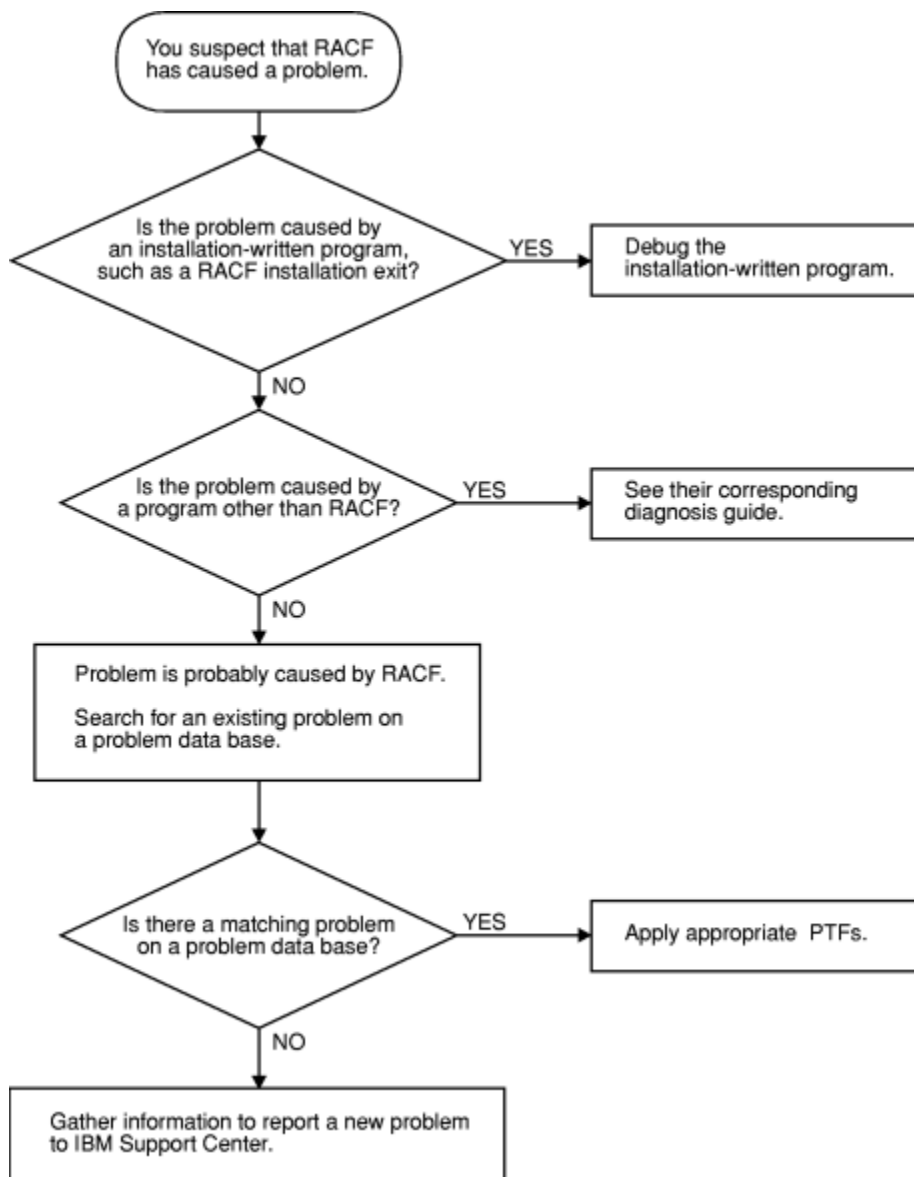 You suspect that RACF
has caused a problem.
Is the problem caused by
an installation-written program,
such as a RACF installation exit?
YES
Debug the
installation-written program.
NO
Is the problem caused by
a program other than RACF?
YES
See their corresponding
diagnosis guide.
NO
Problem is probably caused by RACF.
Search for an existing problem on
a problem data base.
Is there a matching problem
on a problem data base?
YES
Apply appropriate PTFs.
NO
Gather information to report a new problem
to IBM Support Center.